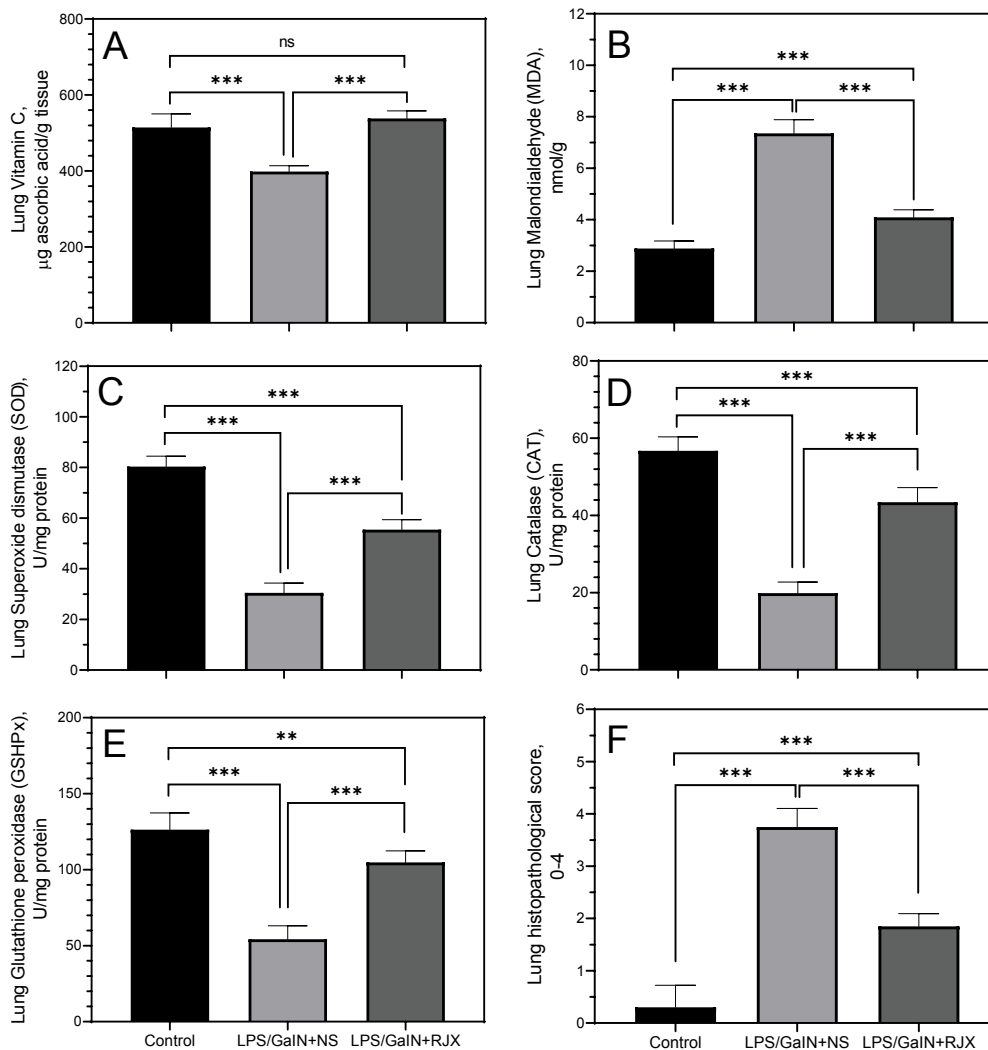 A
Lung Vitamin C,
µg ascorbic acid/g tissue
800
600
400
200
0
ns
***
***
B
Lung Malondialdehyde (MDA),
nmol/g
12
10
8
6
4
2
0
***
***
***
C
Lung Superoxide dismutase (SOD),
U/mg protein
120
100
80
60
40
20
0
***
***
***
D
Lung Catalase (CAT),
U/mg protein
80
60
40
20
0
***
***
***
E
Lung Glutathione peroxidase (GSHPx),
U/mg protein
200
150
100
50
0
**
***
***
Control LPS/GalN+NS LPS/GalN+RJX
F
Lung histopathological score,
0-4
6
5
4
3
2
1
0
***
***
***
Control LPS/GalN+NS LPS/GalN+RJX